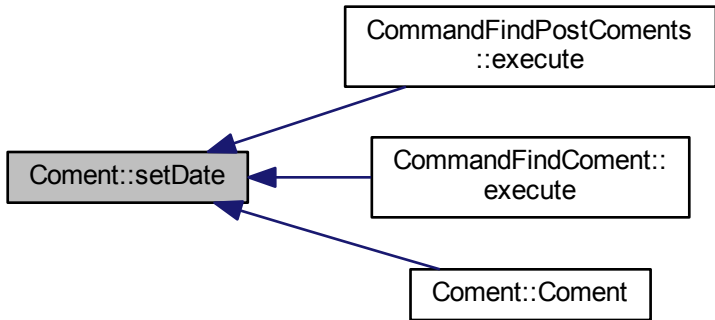 CommandFindPostComents
::execute
Coment::setDate
CommandFindComent::
execute
Coment::Coment